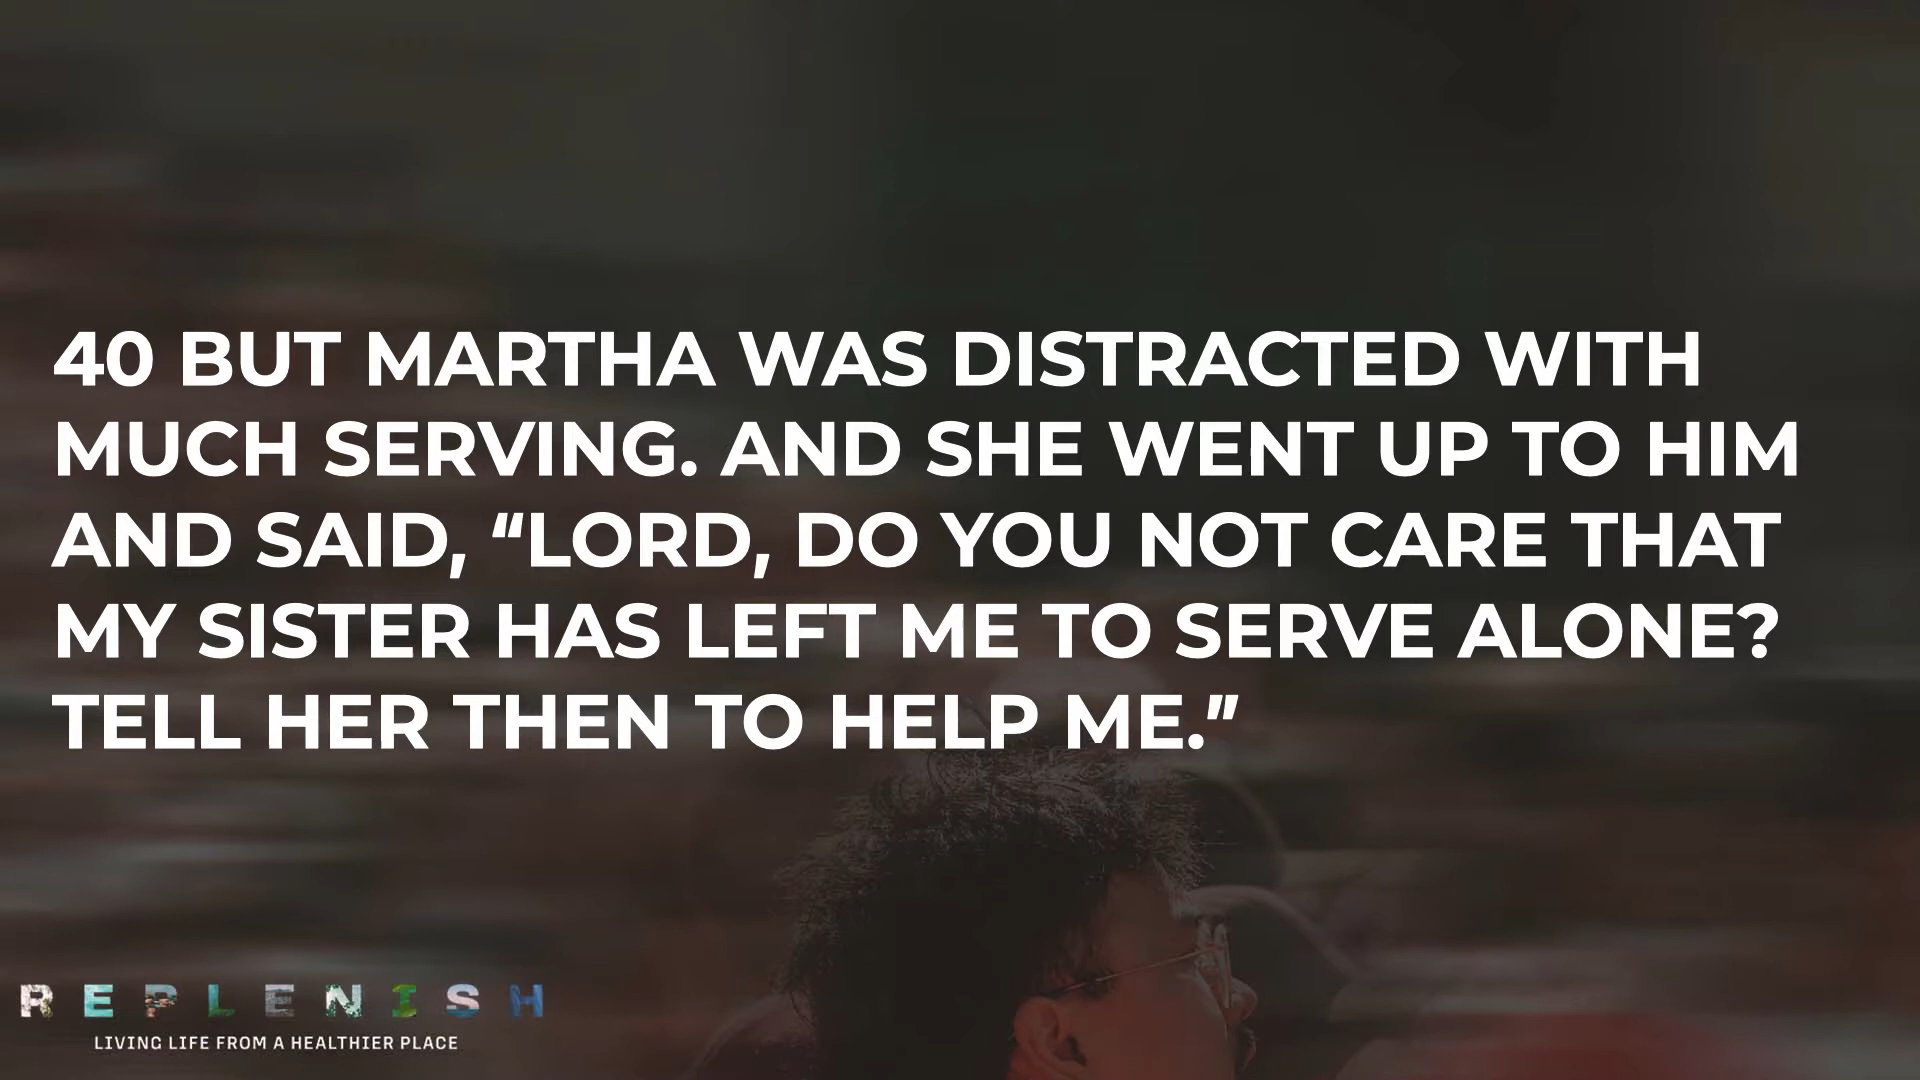 40 BUT MARTHA WAS DISTRACTED WITH
MUCH SERVING. AND SHE WENT UP TO HIM
AND SAID, “LORD, DO YOU NOT CARE THAT
MY SISTER HAS LEFT ME TO SERVE ALONE?
TELL HER THEN TO HELP ME.”
REPLENISH
LIVING LIFE FROM A HEALTHIER PLACE